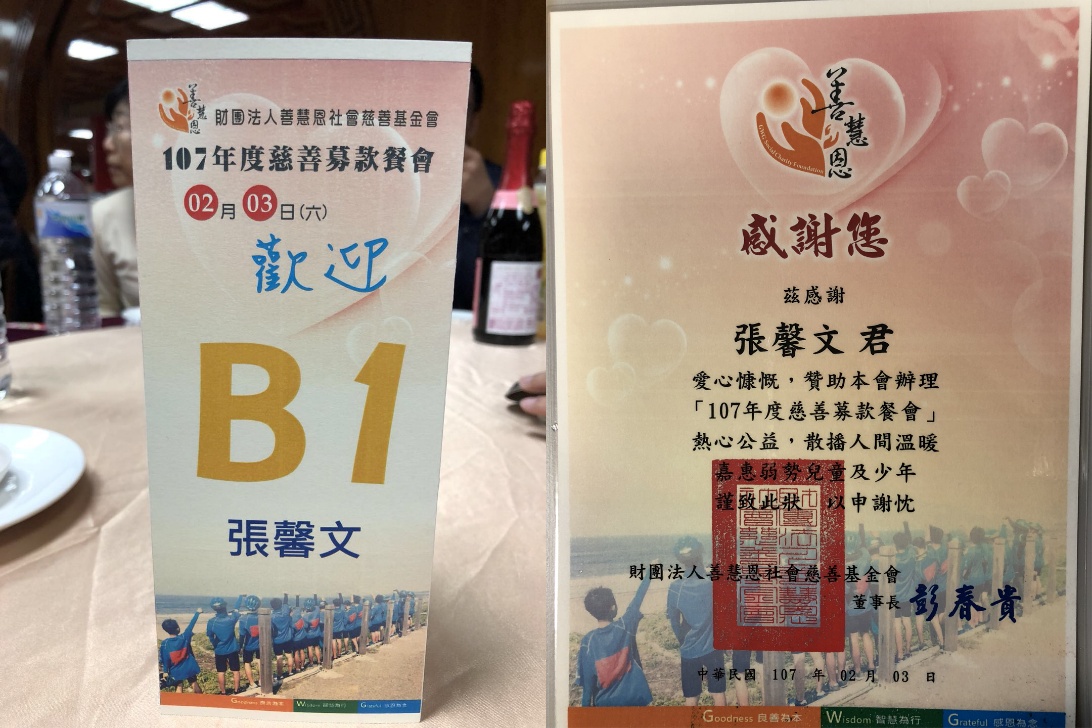 善慧恩
財團法人善慧恩社會慈善基金會
107年度慈善募款餐會
02月03日(六)
歡迎
B1
張馨文
Goodness 良善為本 Wisdom 智慧為行 Grateful 感恩為念
善慧恩
感謝您
茲感謝
張馨文 君
愛心慷慨，贊助本會辦理
「107年度慈善募款餐會」
熱心公益，散播人間溫暖
嘉惠弱勢兒童及少年
謹致此狀 以申謝忱
財團法人善慧恩社會慈善基金會
董事長 彭春貴
中華民國 107 年 02 月 03 日
Goodness 良善為本 Wisdom 智慧為行 Grateful 感恩為念